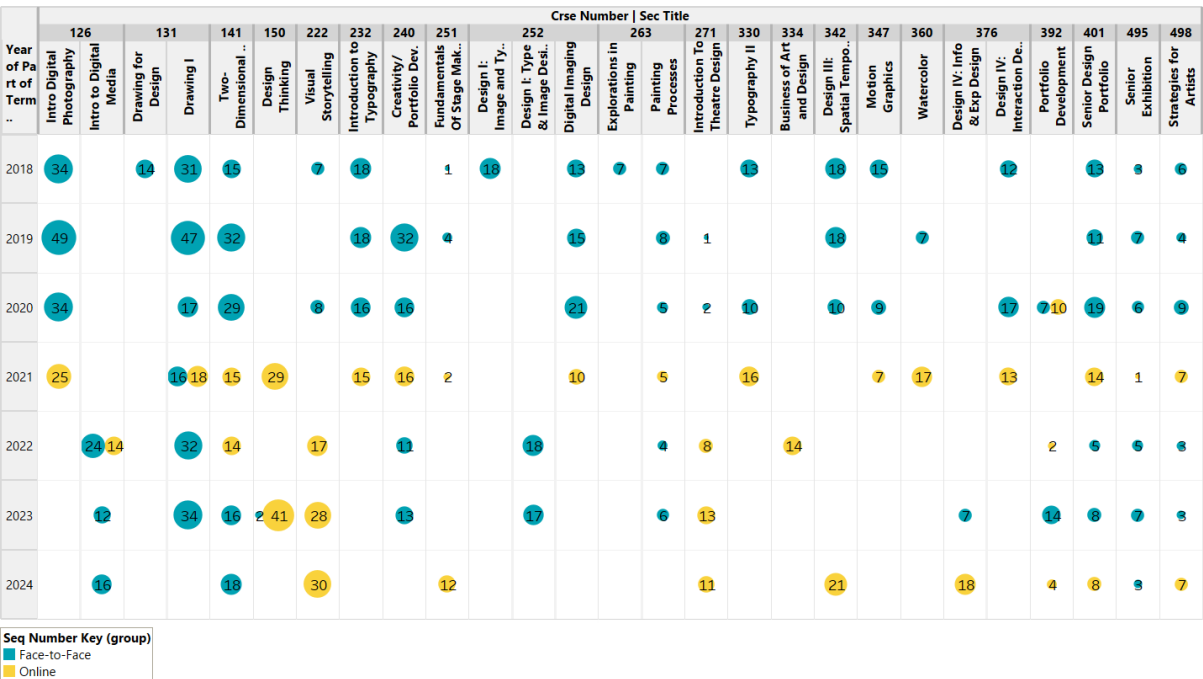 Crse Number | Sec Title
126 131 141 150 222 232 240 251 252 263 271 330 334 342 347 360 376 392 401 495 498
Year
of Pa
rt of
Term
..
Intro Digital
Photography
Intro to Digital
Media
Drawing for
Design
Drawing I
Two-
Dimensional ..
Design
Thinking
Visual
Storytelling
Introduction to
Typography
Creativity/
Portfolio Dev.
Fundamentals
Of Stage Mak..
Design I:
Image and Ty..
Design I: Type
& Image Desi..
Digital Imaging
Design
Explorations in
Painting
Painting
Processes
Introduction To
Theatre Design
Typography II
Business of Art
and Design
Design III:
Spatial Tempo..
Motion
Graphics
Watercolor
Design IV: Info
& Exp Design
Design IV:
Interaction De..
Portfolio
Development
Senior Design
Portfolio
Senior
Exhibition
Strategies for
Artists
2018 34 14 31 15 7 18 1 18 13 7 7 13 18 15 12 13 3 6
2019 49 47 32 18 32 4 15 8 1 18 7 11 7 4
2020 34 17 29 8 16 16 21 5 2 10 10 9 17 7 10 19 6 9
2021 25 16 18 15 29 15 16 2 10 5 16 7 17 13 14 1 7
2022 24 14 32 14 17 11 18 4 8 14 2 5 5 3
2023 12 34 16 2 41 28 13 17 6 13 7 14 8 7 3
2024 16 18 30 12 11 21 18 4 8 3 7
Seq Number Key (group)
Face-to-Face
Online